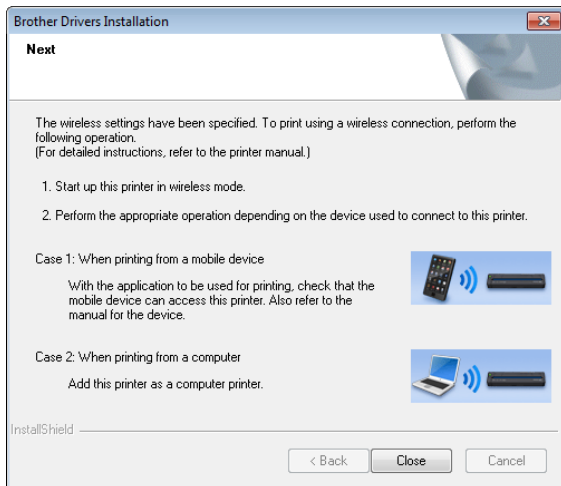 Brother Drivers Installation
Next
The wireless settings have been specified. To print using a wireless connection, perform the
following operation.
(For detailed instructions, refer to the printer manual.)
1. Start up this printer in wireless mode.
2. Perform the appropriate operation depending on the device used to connect to this printer.
Case 1: When printing from a mobile device
With the application to be used for printing, check that the
mobile device can access this printer. Also refer to the
manual for the device.
Case 2: When printing from a computer
Add this printer as a computer printer.
InstallShield
< Back
Close
Cancel